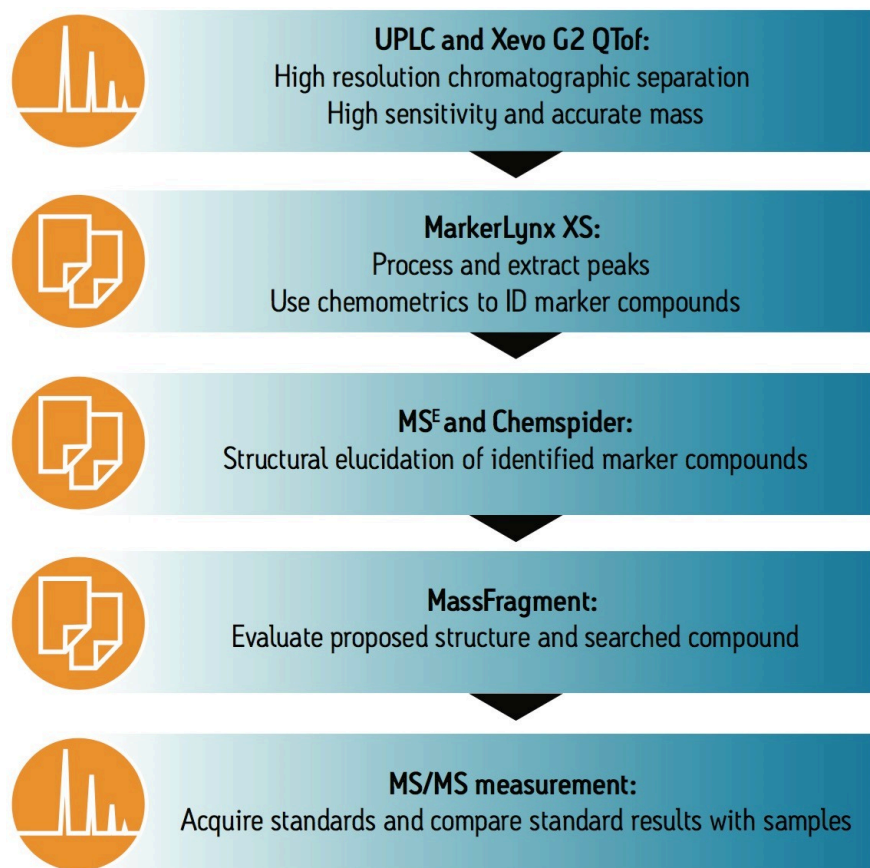 UPLC and Xevo G2 QTof:
High resolution chromatographic separation
High sensitivity and accurate mass
MarkerLynx XS:
Process and extract peaks
Use chemometrics to ID marker compounds
MSᴱ and Chemspider:
Structural elucidation of identified marker compounds
MassFragment:
Evaluate proposed structure and searched compound
MS/MS measurement:
Acquire standards and compare standard results with samples